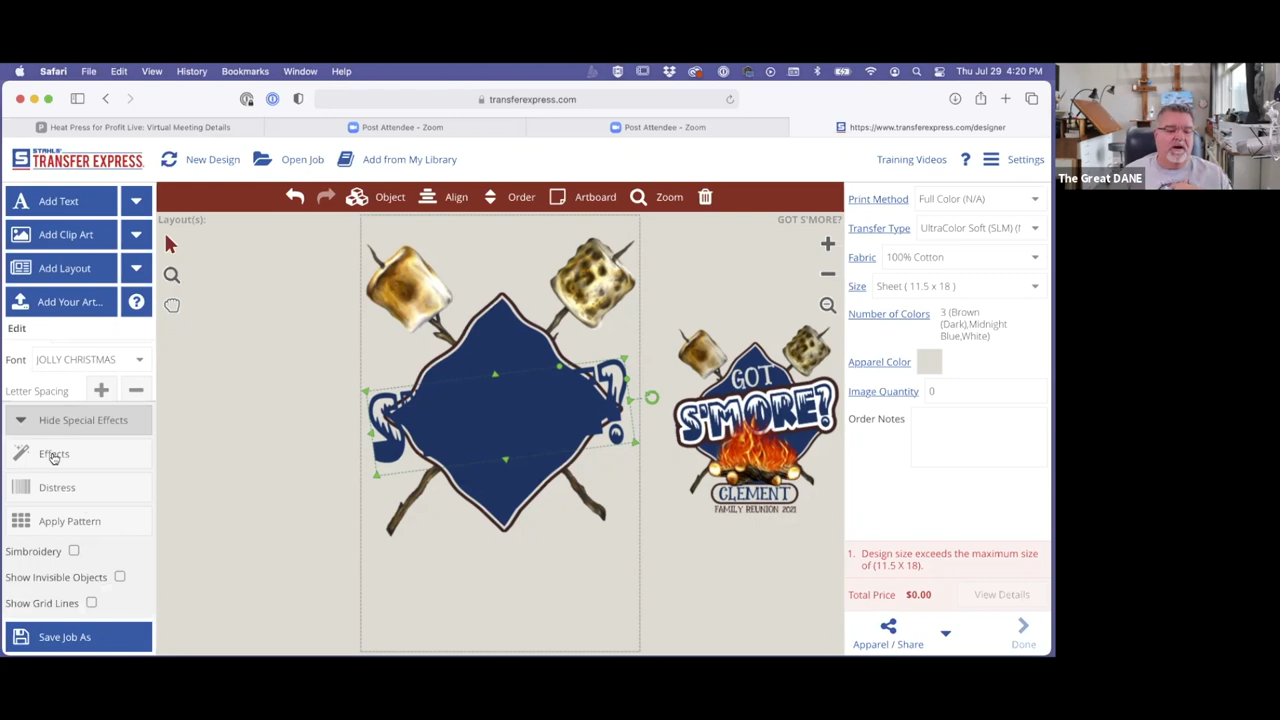 Safari File Edit View History Bookmarks Window Help
Thu Jul 29 4:20 PM
transferexpress.com
Heat Press for Profit Live: Virtual Meeting Details
Post Attendee - Zoom
Post Attendee - Zoom
https://www.transferexpress.com/designer
The Great DANE
STAHLS'
TRANSFER EXPRESS.
New Design
Open Job
Add from My Library
Training Videos
?
Settings
Add Text
Add Clip Art
Add Layout
Add Your Art...
?
Edit
Font JOLLY CHRISTMAS
Letter Spacing
Hide Special Effects
Effects
Distress
Apply Pattern
Simbroidery
Show Invisible Objects
Show Grid Lines
Save Job As
Object
Align
Order
Artboard
Zoom
Layout(s):
GOT S'MORE?
S ?
GOT
S'MORE?
CLEMENT
FAMILY REUNION 2021
Print Method Full Color (N/A)
Transfer Type UltraColor Soft (SLM) (
Fabric 100% Cotton
Size Sheet ( 11.5 x 18 )
Number of Colors 3 (Brown
(Dark),Midnight
Blue,White)
Apparel Color
Image Quantity 0
Order Notes
1. Design size exceeds the maximum size
of (11.5 X 18).
Total Price $0.00 View Details
Apparel / Share
Done